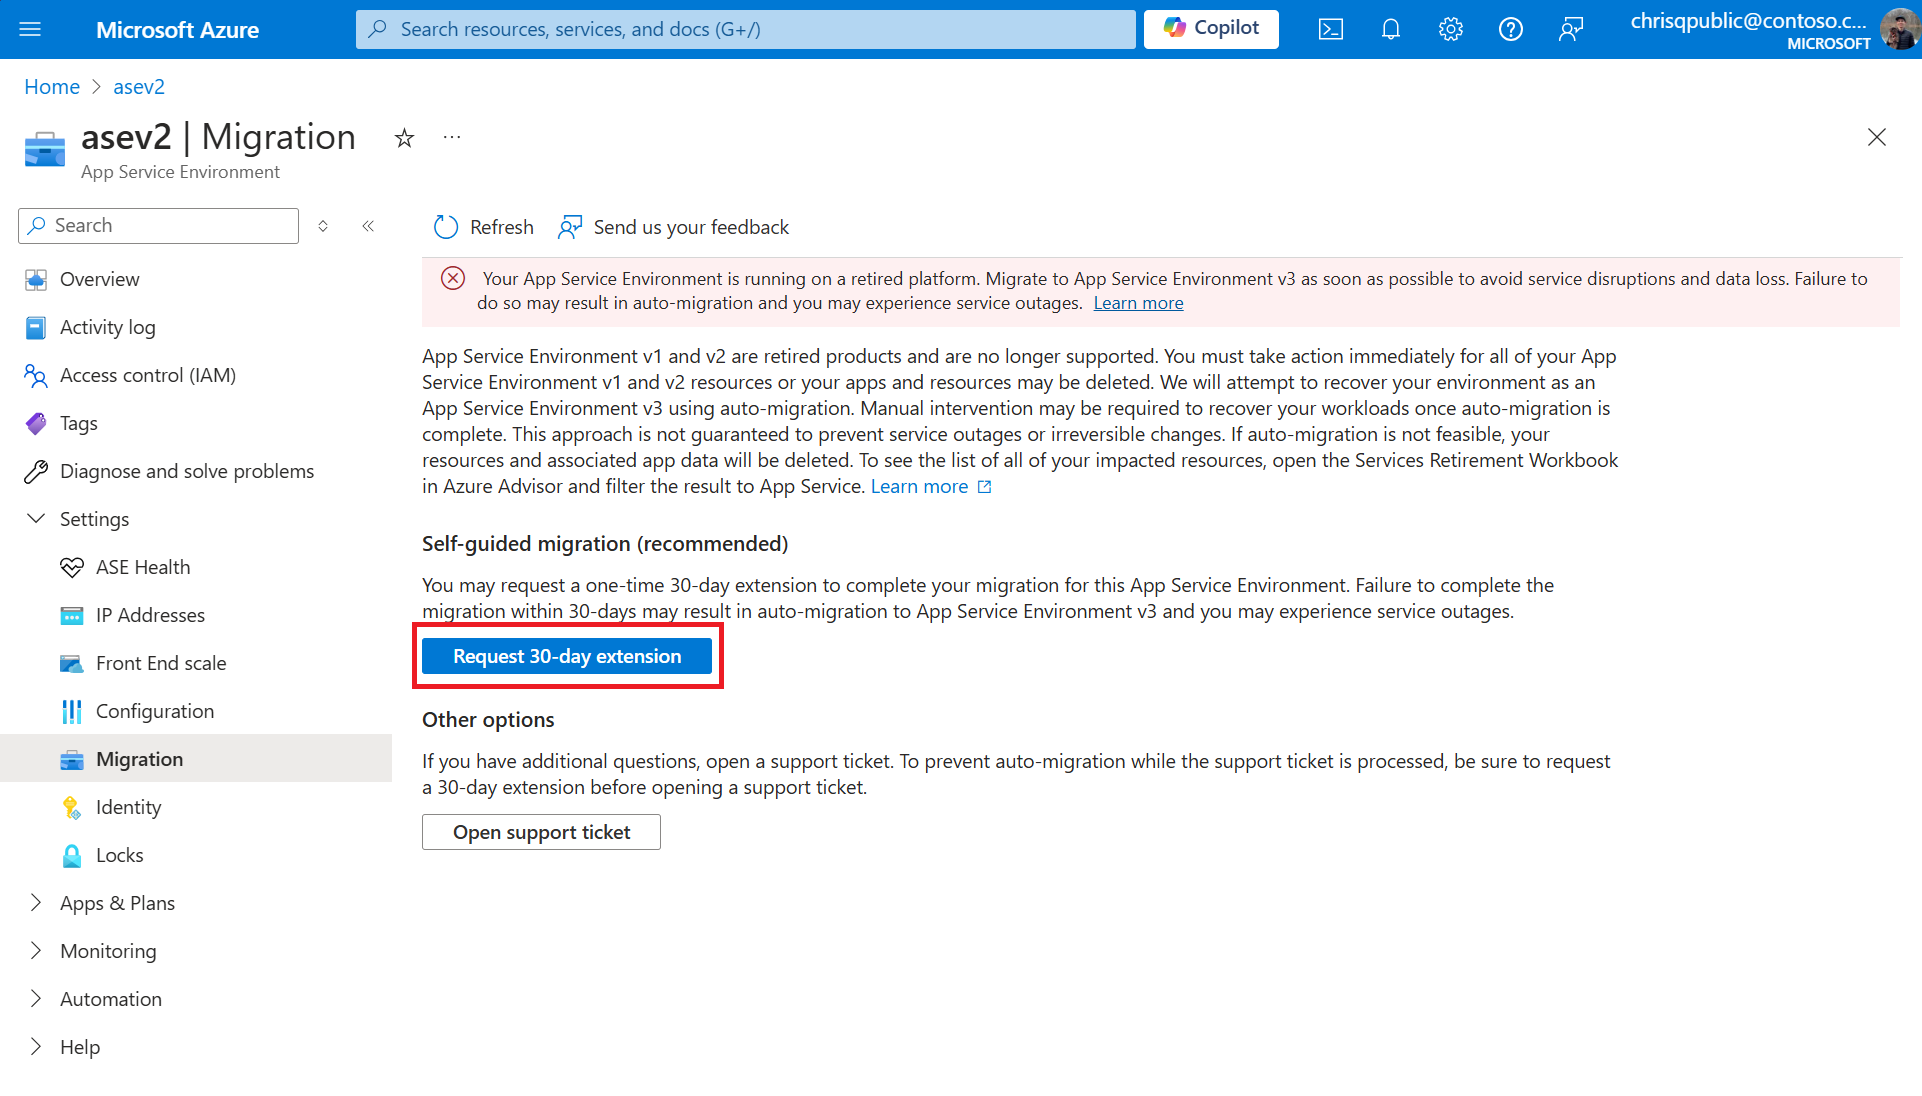 Microsoft Azure
Search resources, services, and docs (G+/)
Copilot
chrisqpublic@contoso.c...
MICROSOFT
Home > asev2
asev2 | Migration
App Service Environment
Search
Overview
Activity log
Access control (IAM)
Tags
Diagnose and solve problems
Settings
ASE Health
IP Addresses
Front End scale
Configuration
Migration
Identity
Locks
Apps & Plans
Monitoring
Automation
Help
Refresh
Send us your feedback
Your App Service Environment is running on a retired platform. Migrate to App Service Environment v3 as soon as possible to avoid service disruptions and data loss. Failure to
do so may result in auto-migration and you may experience service outages. Learn more
App Service Environment v1 and v2 are retired products and are no longer supported. You must take action immediately for all of your App
Service Environment v1 and v2 resources or your apps and resources may be deleted. We will attempt to recover your environment as an
App Service Environment v3 using auto-migration. Manual intervention may be required to recover your workloads once auto-migration is
complete. This approach is not guaranteed to prevent service outages or irreversible changes. If auto-migration is not feasible, your
resources and associated app data will be deleted. To see the list of all of your impacted resources, open the Services Retirement Workbook
in Azure Advisor and filter the result to App Service. Learn more
Self-guided migration (recommended)
You may request a one-time 30-day extension to complete your migration for this App Service Environment. Failure to complete the
migration within 30-days may result in auto-migration to App Service Environment v3 and you may experience service outages.
Request 30-day extension
Other options
If you have additional questions, open a support ticket. To prevent auto-migration while the support ticket is processed, be sure to request
a 30-day extension before opening a support ticket.
Open support ticket